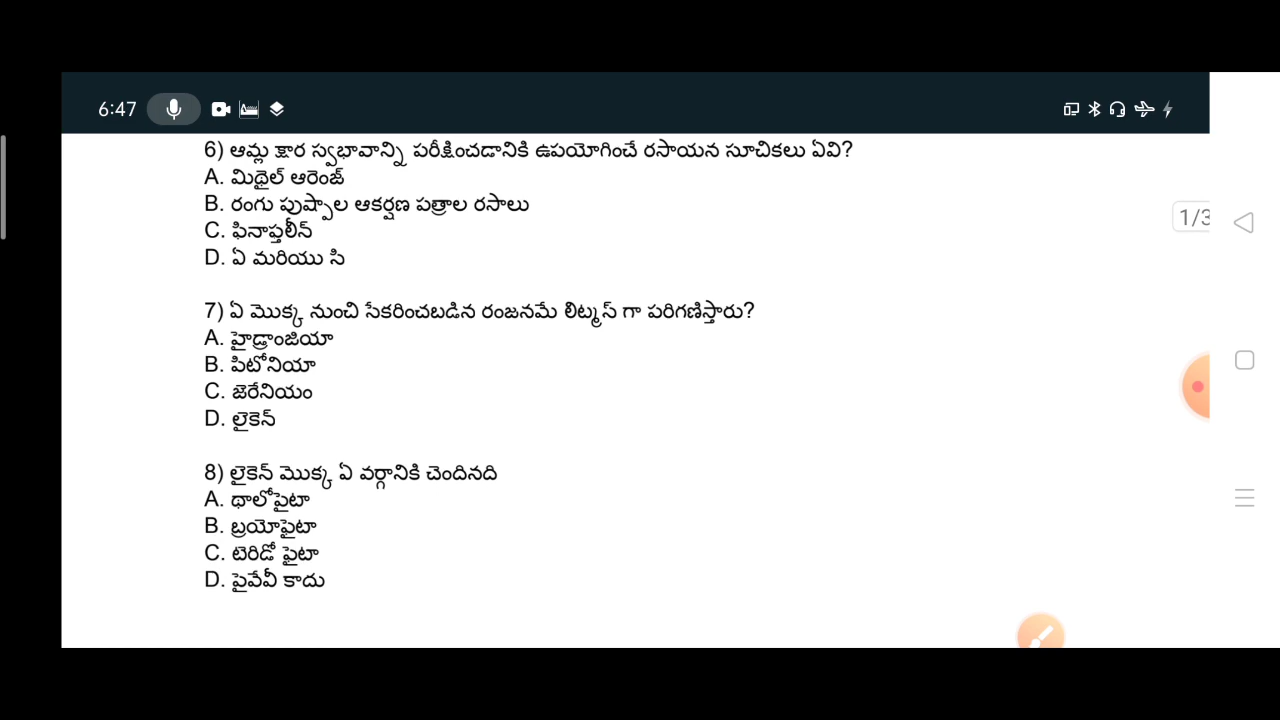 6:47
6) ఆమ్ల క్షార స్వభావాన్ని పరీక్షించడానికి ఉపయోగించే రసాయన సూచికలు ఏవి?
A. మిథైల్ ఆరెంజ్
B. రంగు పుష్పాల ఆకర్షణ పత్రాల రసాలు
1/3
C. ఫినాఫ్తలీన్
D. ఏ మరియు సి
7) ఏ మొక్క నుంచి సేకరించబడిన రంజనమే లిట్మస్ గా పరిగణిస్తారు?
A. హైడ్రాంజియా
B. పిటోనియా
C. జెరేనియం
D. లైకెన్
8) లైకెన్ మొక్క ఏ వర్గానికి చెందినది
A. థాలోపైటా
B. బ్రయోఫైటా
C. టెరిడో ఫైటా
D. పైవేవీ కాదు